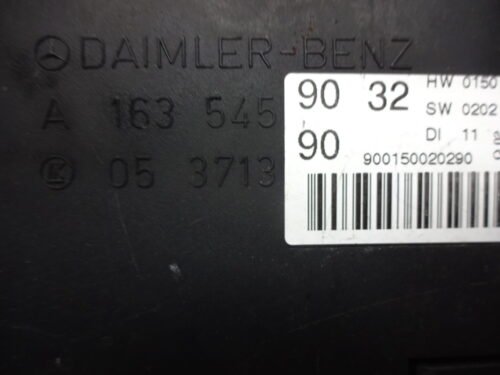 DAIMLER-BENZ
A 163 545
05 3713
90 32
90
HW 0150
SW 0202
DI 11
900150020290